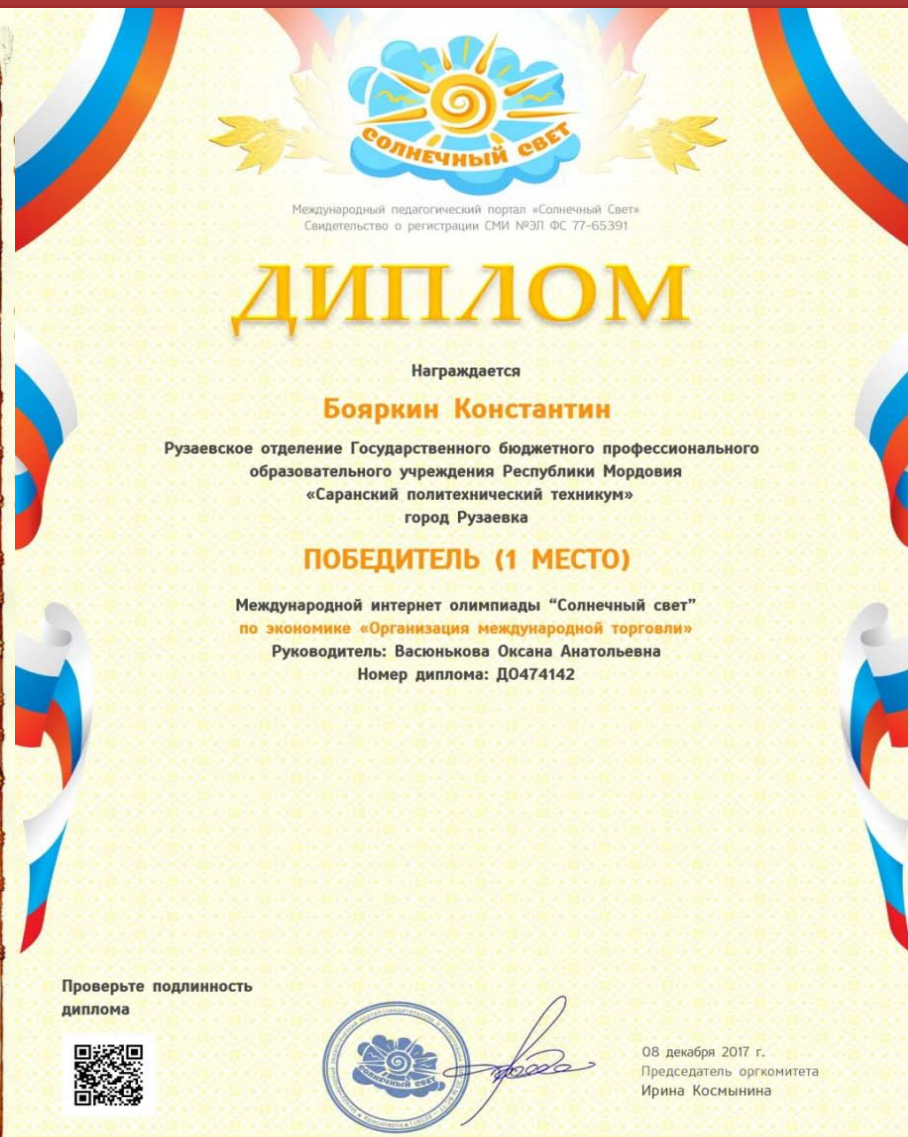 СОЛНЕЧНЫЙ СВЕТ
Международный педагогический портал «Солнечный Свет»
Свидетельство о регистрации СМИ №ЭЛ ФС 77-65391
ДИПЛОМ
Награждается
Бояркин Константин
Рузаевское отделение Государственного бюджетного профессионального
образовательного учреждения Республики Мордовия
«Саранский политехнический техникум»
город Рузаевка
ПОБЕДИТЕЛЬ (1 МЕСТО)
Международной интернет олимпиады “Солнечный свет”
по экономике «Организация международной торговли»
Руководитель: Васюнькова Оксана Анатольевна
Номер диплома: ДО474142
Проверьте подлинность
диплома
СОЛНЕЧНЫЙ СВЕТ
08 декабря 2017 г.
Председатель оргкомитета
Ирина Космынина